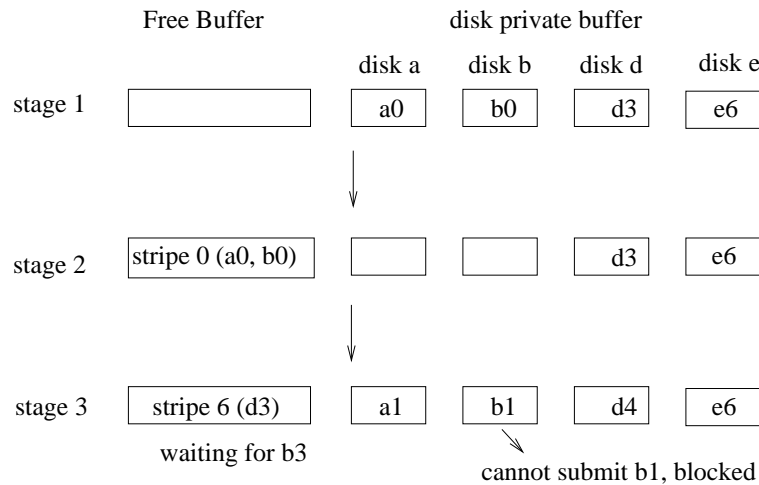 Free Buffer disk private buffer
disk a disk b disk d disk e
stage 1 a0 b0 d3 e6
stage 2 stripe 0 (a0, b0) d3 e6
stage 3 stripe 6 (d3) a1 b1 d4 e6
waiting for b3
cannot submit b1, blocked